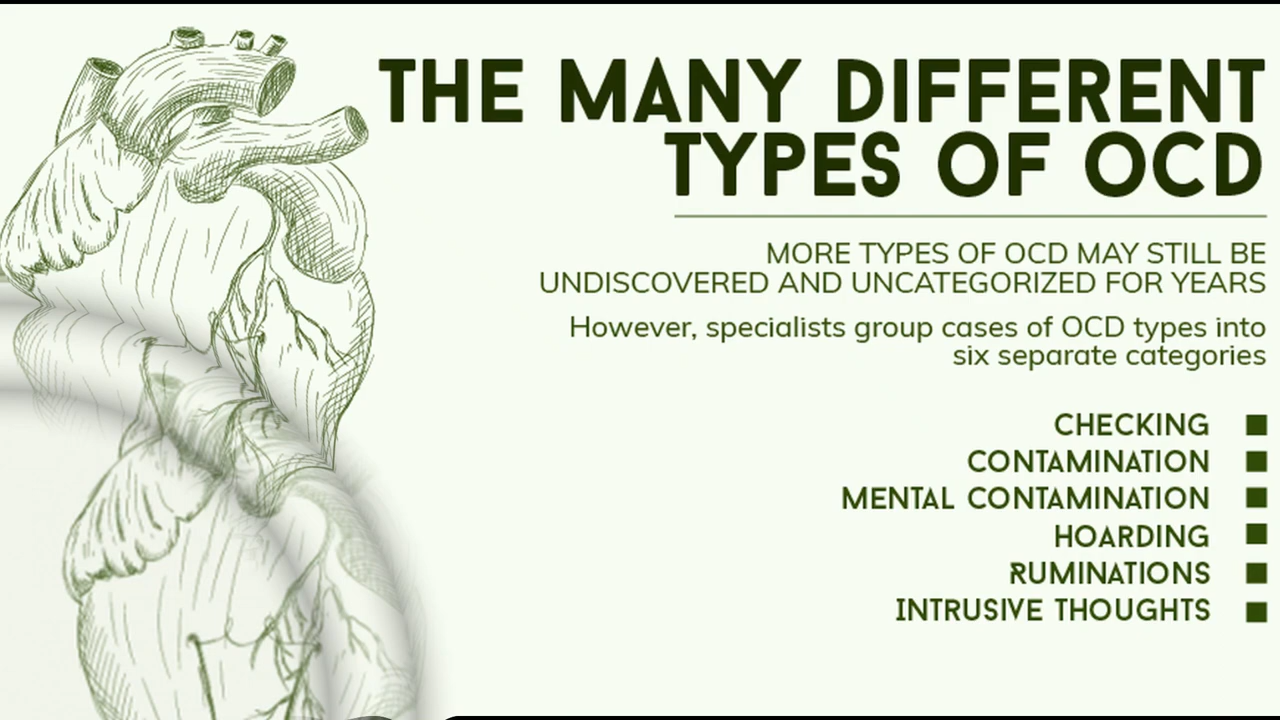 THE MANY DIFFERENT
TYPES OF OCD
MORE TYPES OF OCD MAY STILL BE
UNDISCOVERED AND UNCATEGORIZED FOR YEARS
However, specialists group cases of OCD types into
six separate categories
CHECKING
CONTAMINATION
MENTAL CONTAMINATION
HOARDING
RUMINATIONS
INTRUSIVE THOUGHTS